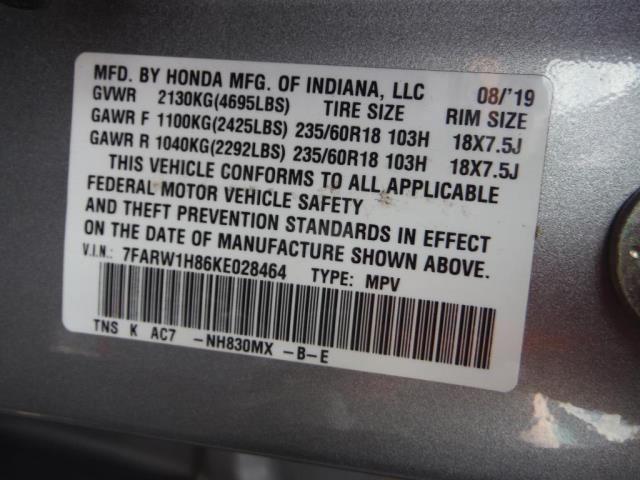 MFD. BY HONDA MFG. OF INDIANA, LLC 08/'19
GVWR 2130KG(4695LBS) TIRE SIZE RIM SIZE
GAWR F 1100KG(2425LBS) 235/60R18 103H 18X7.5J
GAWR R 1040KG(2292LBS) 235/60R18 103H 18X7.5J
THIS VEHICLE CONFORMS TO ALL APPLICABLE
FEDERAL MOTOR VEHICLE SAFETY
AND THEFT PREVENTION STANDARDS IN EFFECT
ON THE DATE OF MANUFACTURE SHOWN ABOVE.
V.I.N.: 7FARW1H86KE028464 TYPE: MPV
TNS K AC7 -NH830MX -B-E